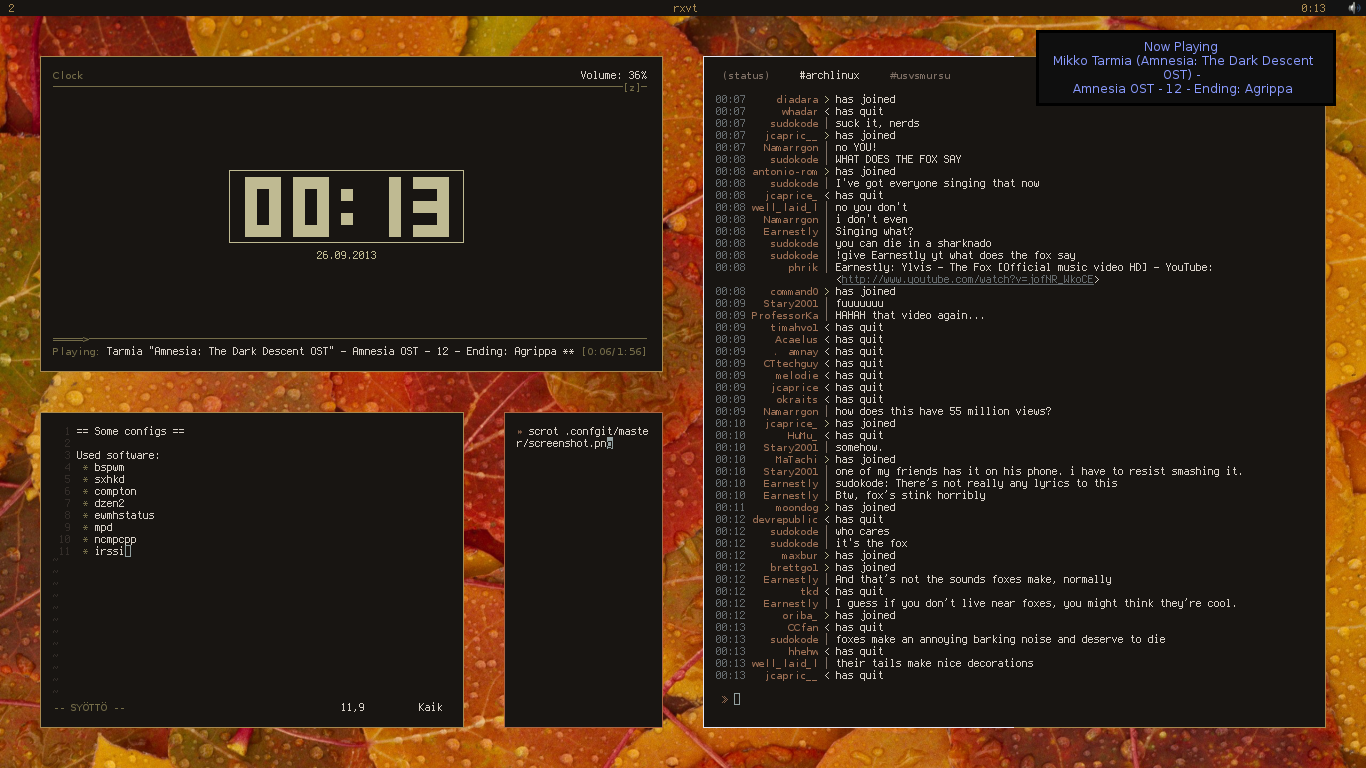 2 rxvt 0:13
Now Playing
Mikko Tarmia (Amnesia: The Dark Descent
OST) -
Amnesia OST - 12 - Ending: Agrippa
Clock Volume: 36%
[z]
00:13
26.09.2013
Playing: Tarmia "Amnesia: The Dark Descent OST" - Amnesia OST - 12 - Ending: Agrippa ** [0:06/1:56]
1 == Some configs ==
2
3 Used software:
4 * bspwm
5 * sxhkd
6 * compton
7 * dzen2
8 * ewmhstatus
9 * mpd
10 * ncmpcpp
11 * irssi
~
~
~
~
~
~
~
~
~
~
~
~
-- SYÖTTÖ -- 11,9 Kaik
» scrot .confgit/maste
r/screenshot.png
(status) #archlinux #usvsmursu
00:07 diadara > has joined
00:07 whadar < has quit
00:07 sudokode | suck it, nerds
00:07 jcapric__ > has joined
00:07 Namarrgon | no YOU!
00:08 sudokode | WHAT DOES THE FOX SAY
00:08 antonio-rom > has joined
00:08 sudokode | I've got everyone singing that now
00:08 jcaprice_ < has quit
00:08 well_laid_l | no you don't
00:08 Namarrgon | i don't even
00:08 Earnestly | Singing what?
00:08 sudokode | you can die in a sharknado
00:08 sudokode | !give Earnestly yt what does the fox say
00:08 phrik | Earnestly: Ylvis - The Fox [Official music video HD] - YouTube:
<http://www.youtube.com/watch?v=jofNR_WkoCE>
00:08 command0 > has joined
00:09 Stary2001 | fuuuuuuu
00:09 ProfessorKa | HAHAH that video again...
00:09 timahvo1 < has quit
00:09 Acaelus < has quit
00:09 . amnay < has quit
00:09 CTtechguy < has quit
00:09 melodie < has quit
00:09 jcaprice < has quit
00:09 okraits < has quit
00:09 Namarrgon | how does this have 55 million views?
00:10 jcaprice_ > has joined
00:10 HuMu_ < has quit
00:10 Stary2001 | somehow.
00:10 MaTachi > has joined
00:10 Stary2001 | one of my friends has it on his phone. i have to resist smashing it.
00:10 Earnestly | sudokode: There's not really any lyrics to this
00:10 Earnestly | Btw, fox's stink horribly
00:11 moondog > has joined
00:12 devrepublic < has quit
00:12 sudokode | who cares
00:12 sudokode | it's the fox
00:12 maxbur > has joined
00:12 brettgol > has joined
00:12 Earnestly | And that's not the sounds foxes make, normally
00:12 tkd < has quit
00:12 Earnestly | I guess if you don't live near foxes, you might think they're cool.
00:12 oriba_ > has joined
00:13 CCfan < has quit
00:13 sudokode | foxes make an annoying barking noise and deserve to die
00:13 hhehw < has quit
00:13 well_laid_l | their tails make nice decorations
00:13 jcapric__ < has quit
»